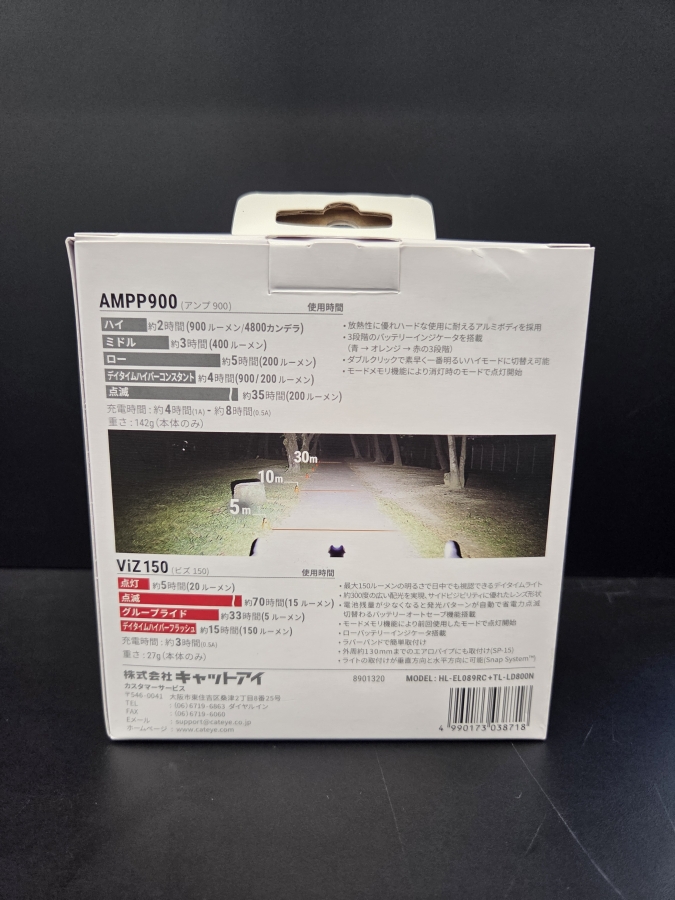 AMPP900 (アンプ 900) 使用時間
ハイ 約2時間(900 ルーメン/4800カンデラ)
ミドル 約3時間(400 ルーメン)
ロー 約5時間(200 ルーメン)
デイタイムハイパーコンスタント 約4時間(900/200 ルーメン)
点滅 約35時間(200 ルーメン)
充電時間 : 約4時間(1A) - 約8時間(0.5A)
重さ : 142g(本体のみ)
・放熱性に優れハードな使用に耐えるアルミボディを採用
・3段階のバッテリーインジケータを搭載
(青 → オレンジ → 赤の3段階)
・ダブルクリックで素早く一番明るいハイモードに切替え可能
・モードメモリ機能により消灯時のモードで点灯開始
30m
10m
5m
ViZ150 (ビズ 150) 使用時間
点灯 約5時間(20 ルーメン)
点滅 約70時間(15 ルーメン)
グループライド 約33時間(5 ルーメン)
デイタイムハイパーフラッシュ 約15時間(150 ルーメン)
充電時間 : 約3時間(0.5A)
重さ : 27g(本体のみ)
・最大150ルーメンの明るさで日中でも視認できるデイタイムライト
・約300度の広い配光を実現、サイドビジビリティに優れたレンズ形状
・電池残量が少なくなると発光パターンが自動で省電力点滅
切替わるバッテリーオートセーブ機能搭載
・モードメモリ機能により前回使用したモードで点灯開始
・ローバッテリーインジケータ搭載
・ラバーバンドで簡単取付け
・外周約130mmまでのエアロパイプにも取付け(SP-15)
・ライトの取付けが垂直方向と水平方向に可能(Snap System™)
株式会社キャットアイ
カスタマーサービス
〒546-0041 大阪市東住吉区桑津2丁目8番25号
TEL : (06)6719-6863 ダイヤルイン
FAX : (06)6719-6060
Eメール : support@cateye.co.jp
ホームページ : www.cateye.com
8901320 MODEL: HL-EL089RC+TL-LD800N
4 990173 038718